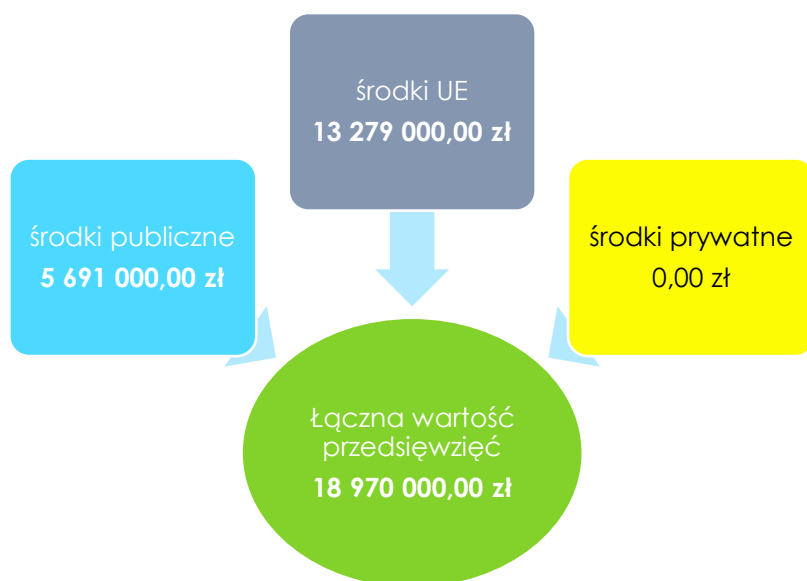 środki UE
13 279 000,00 zł
środki publiczne
5 691 000,00 zł
środki prywatne
0,00 zł
Łączna wartość
przedsięwzięć
18 970 000,00 zł